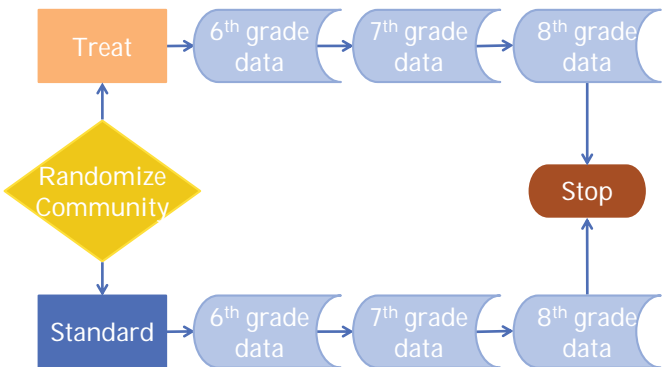 Treat
6th grade
data
7th grade
data
8th grade
data
Randomize
Community
Stop
Standard
6th grade
data
7th grade
data
8th grade
data